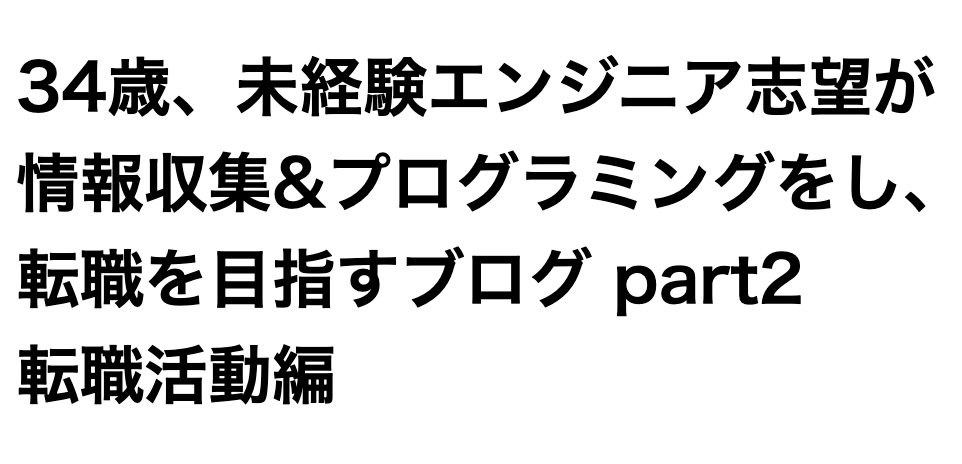 34歳、未経験エンジニア志望が
情報収集&プログラミングをし、
転職を目指すブログ part2
転職活動編